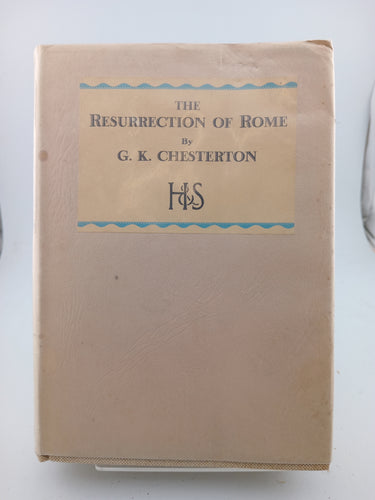 THE
RESURRECTION OF ROME
By
G. K. CHESTERTON
H&S